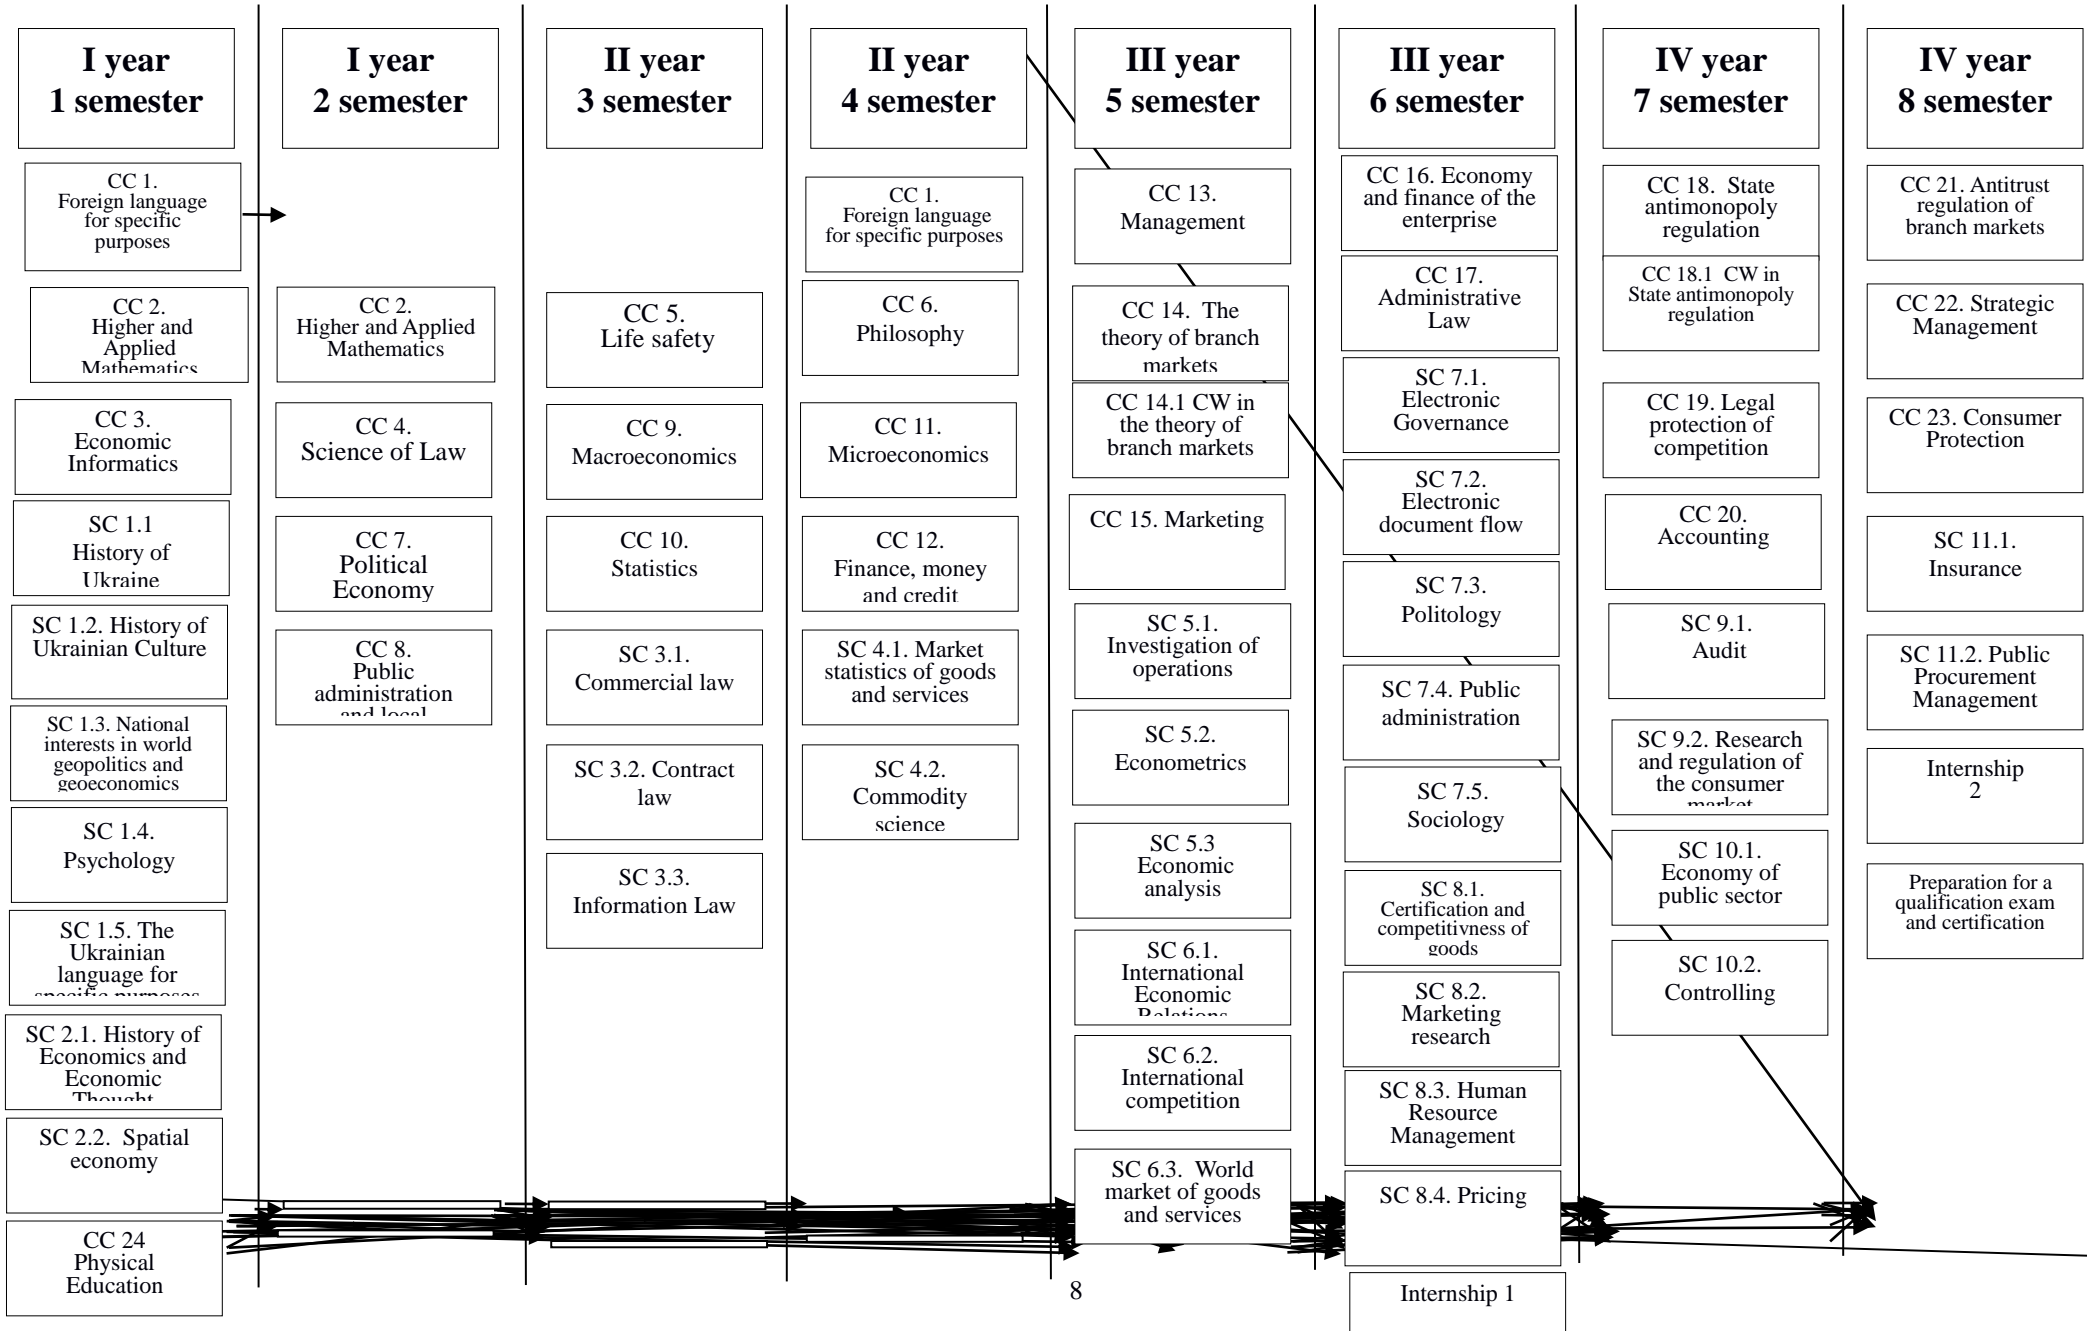 I year
1 semester
CC 1.
Foreign language
for specific
purposes
CC 2.
Higher and
Applied
Mathematics
CC 3.
Economic
Informatics
SC 1.1
History of
Ukraine
SC 1.2. History of
Ukrainian Culture
SC 1.3. National
interests in world
geopolitics and
geoeconomics
SC 1.4.
Psychology
SC 1.5. The
Ukrainian
language for
specific purposes
SC 2.1. History of
Economics and
Economic
Thought
SC 2.2. Spatial
economy
CC 24
Physical
Education
I year
2 semester
CC 2.
Higher and Applied
Mathematics
CC 4.
Science of Law
CC 7.
Political
Economy
CC 8.
Public
administration
and local
II year
3 semester
CC 5.
Life safety
CC 9.
Macroeconomics
CC 10.
Statistics
SC 3.1.
Commercial law
SC 3.2. Contract
law
SC 3.3.
Information Law
II year
4 semester
CC 1.
Foreign language
for specific purposes
CC 6.
Philosophy
CC 11.
Microeconomics
CC 12.
Finance, money
and credit
SC 4.1. Market
statistics of goods
and services
SC 4.2.
Commodity
science
III year
5 semester
CC 13.
Management
CC 14. The
theory of branch
markets
CC 14.1 CW in
the theory of
branch markets
CC 15. Marketing
SC 5.1.
Investigation of
operations
SC 5.2.
Econometrics
SC 5.3
Economic
analysis
SC 6.1.
International
Economic
Relations
SC 6.2.
International
competition
SC 6.3. World
market of goods
and services
III year
6 semester
CC 16. Economy
and finance of the
enterprise
CC 17.
Administrative
Law
SC 7.1.
Electronic
Governance
SC 7.2.
Electronic
document flow
SC 7.3.
Politology
SC 7.4. Public
administration
SC 7.5.
Sociology
SC 8.1.
Certification and
competitivness of
goods
SC 8.2.
Marketing
research
SC 8.3. Human
Resource
Management
SC 8.4. Pricing
Internship 1
IV year
7 semester
CC 18. State
antimonopoly
regulation
CC 18.1 CW in
State antimonopoly
regulation
CC 19. Legal
protection of
competition
CC 20.
Accounting
SC 9.1.
Audit
SC 9.2. Research
and regulation of
the consumer
market
SC 10.1.
Economy of
public sector
SC 10.2.
Controlling
IV year
8 semester
CC 21. Antitrust
regulation of
branch markets
CC 22. Strategic
Management
CC 23. Consumer
Protection
SC 11.1.
Insurance
SC 11.2. Public
Procurement
Management
Internship
2
Preparation for a
qualification exam
and certification
8